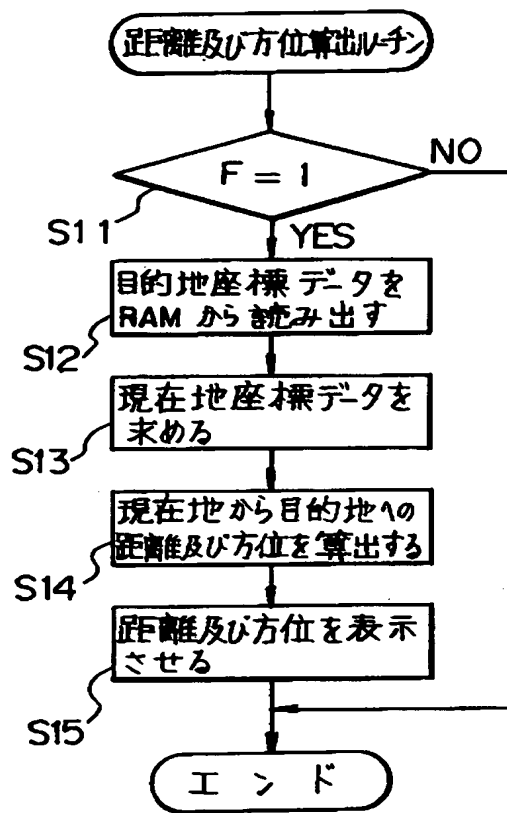 距離及び方位算出ルーチン
F = 1
NO
S11
YES
目的地座標データを
RAMから読み出す
S12
現在地座標データを
求める
S13
現在地から目的地への
距離及び方位を算出する
S14
距離及び方位を表示
させる
S15
エンド